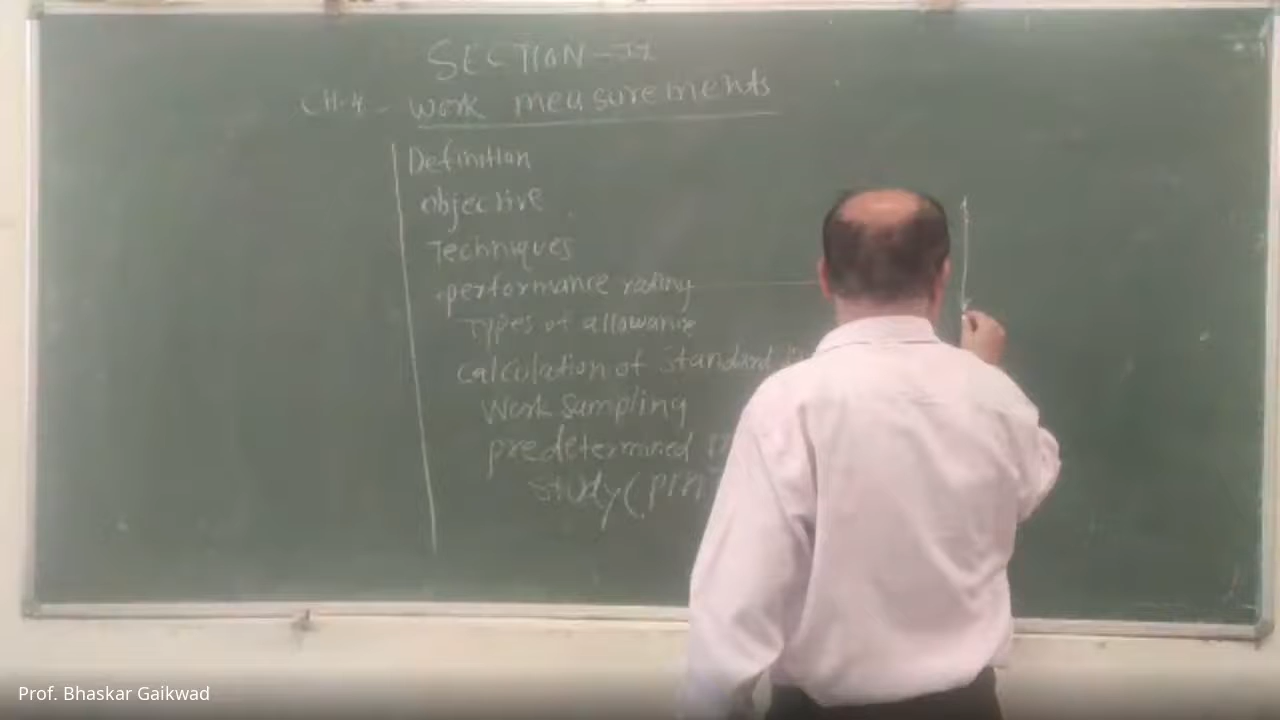 SECTION-II
CH-4- work measurements
Definition
objective
Techniques
performance rating
Types of allowance
calculation of standard
Work sampling
predetermined
study (PM
Prof. Bhaskar Gaikwad